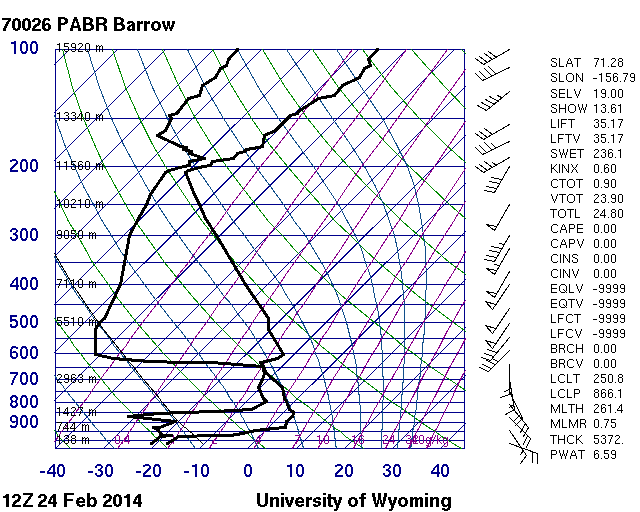 70026 PABR Barrow
100 15920 m
13340 m
200 11560 m
10210 m
300 9050 m
400 7110 m
500 5510 m
600
700 2963 m
800 1427 m
900 744 m
138 m 0.4 1 2 4 7 10 16 24 g/kg
-40 -30 -20 -10 0 10 20 30 40
12Z 24 Feb 2014 University of Wyoming
SLAT 71.28
SLON -156.79
SELV 19.00
SHOW 13.61
LIFT 35.17
LFTV 35.17
SWET 236.1
KINX 0.60
CTOT 0.90
VTOT 23.90
TOTL 24.80
CAPE 0.00
CAPV 0.00
CINS 0.00
CINV 0.00
EQLV -9999
EQTV -9999
LFCT -9999
LFCV -9999
BRCH 0.00
BRCV 0.00
LCLT 250.8
LCLP 866.1
MLTH 261.4
MLMR 0.75
THCK 5372.
PWAT 6.59